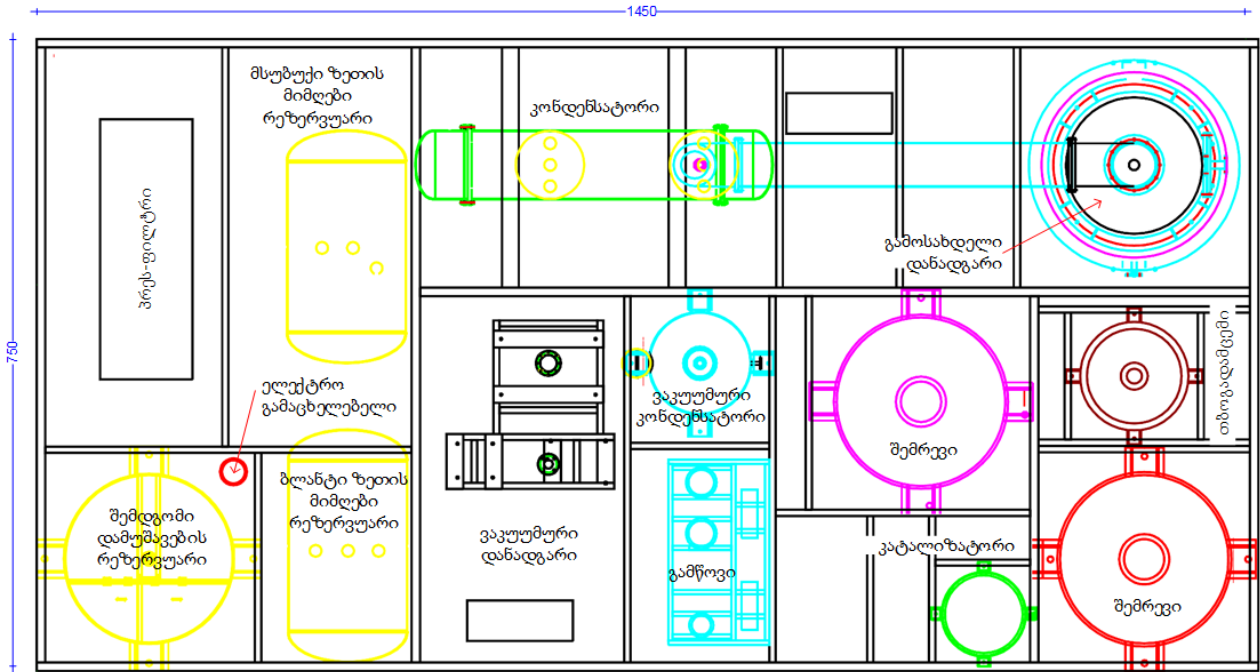 1450
750
მსუბუქი ზეთის
მიმღები
რეზერვუარი
კონდენსატორი
პრეს-ფილტრი
გამოსახდელი
დანადგარი
ელექტრო
გამაცხელებელი
ვაკუუმური
კონდენსატორი
შემრევი
თბოგადამცემი
ბლანტი ზეთის
მიმღები
რეზერვუარი
შემდგომი
დამუშავების
რეზერვუარი
ვაკუუმური
დანადგარი
გამწოვი
კატალიზატორი
შემრევი